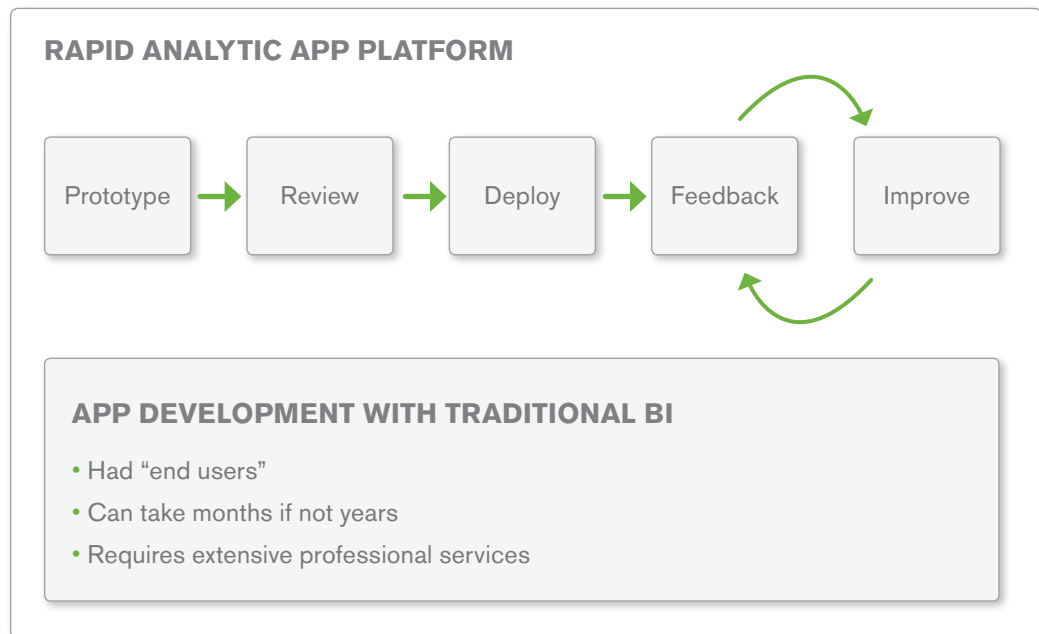 RAPID ANALYTIC APP PLATFORM
Prototype
Review
Deploy
Feedback
Improve
APP DEVELOPMENT WITH TRADITIONAL BI
• Had “end users”
• Can take months if not years
• Requires extensive professional services